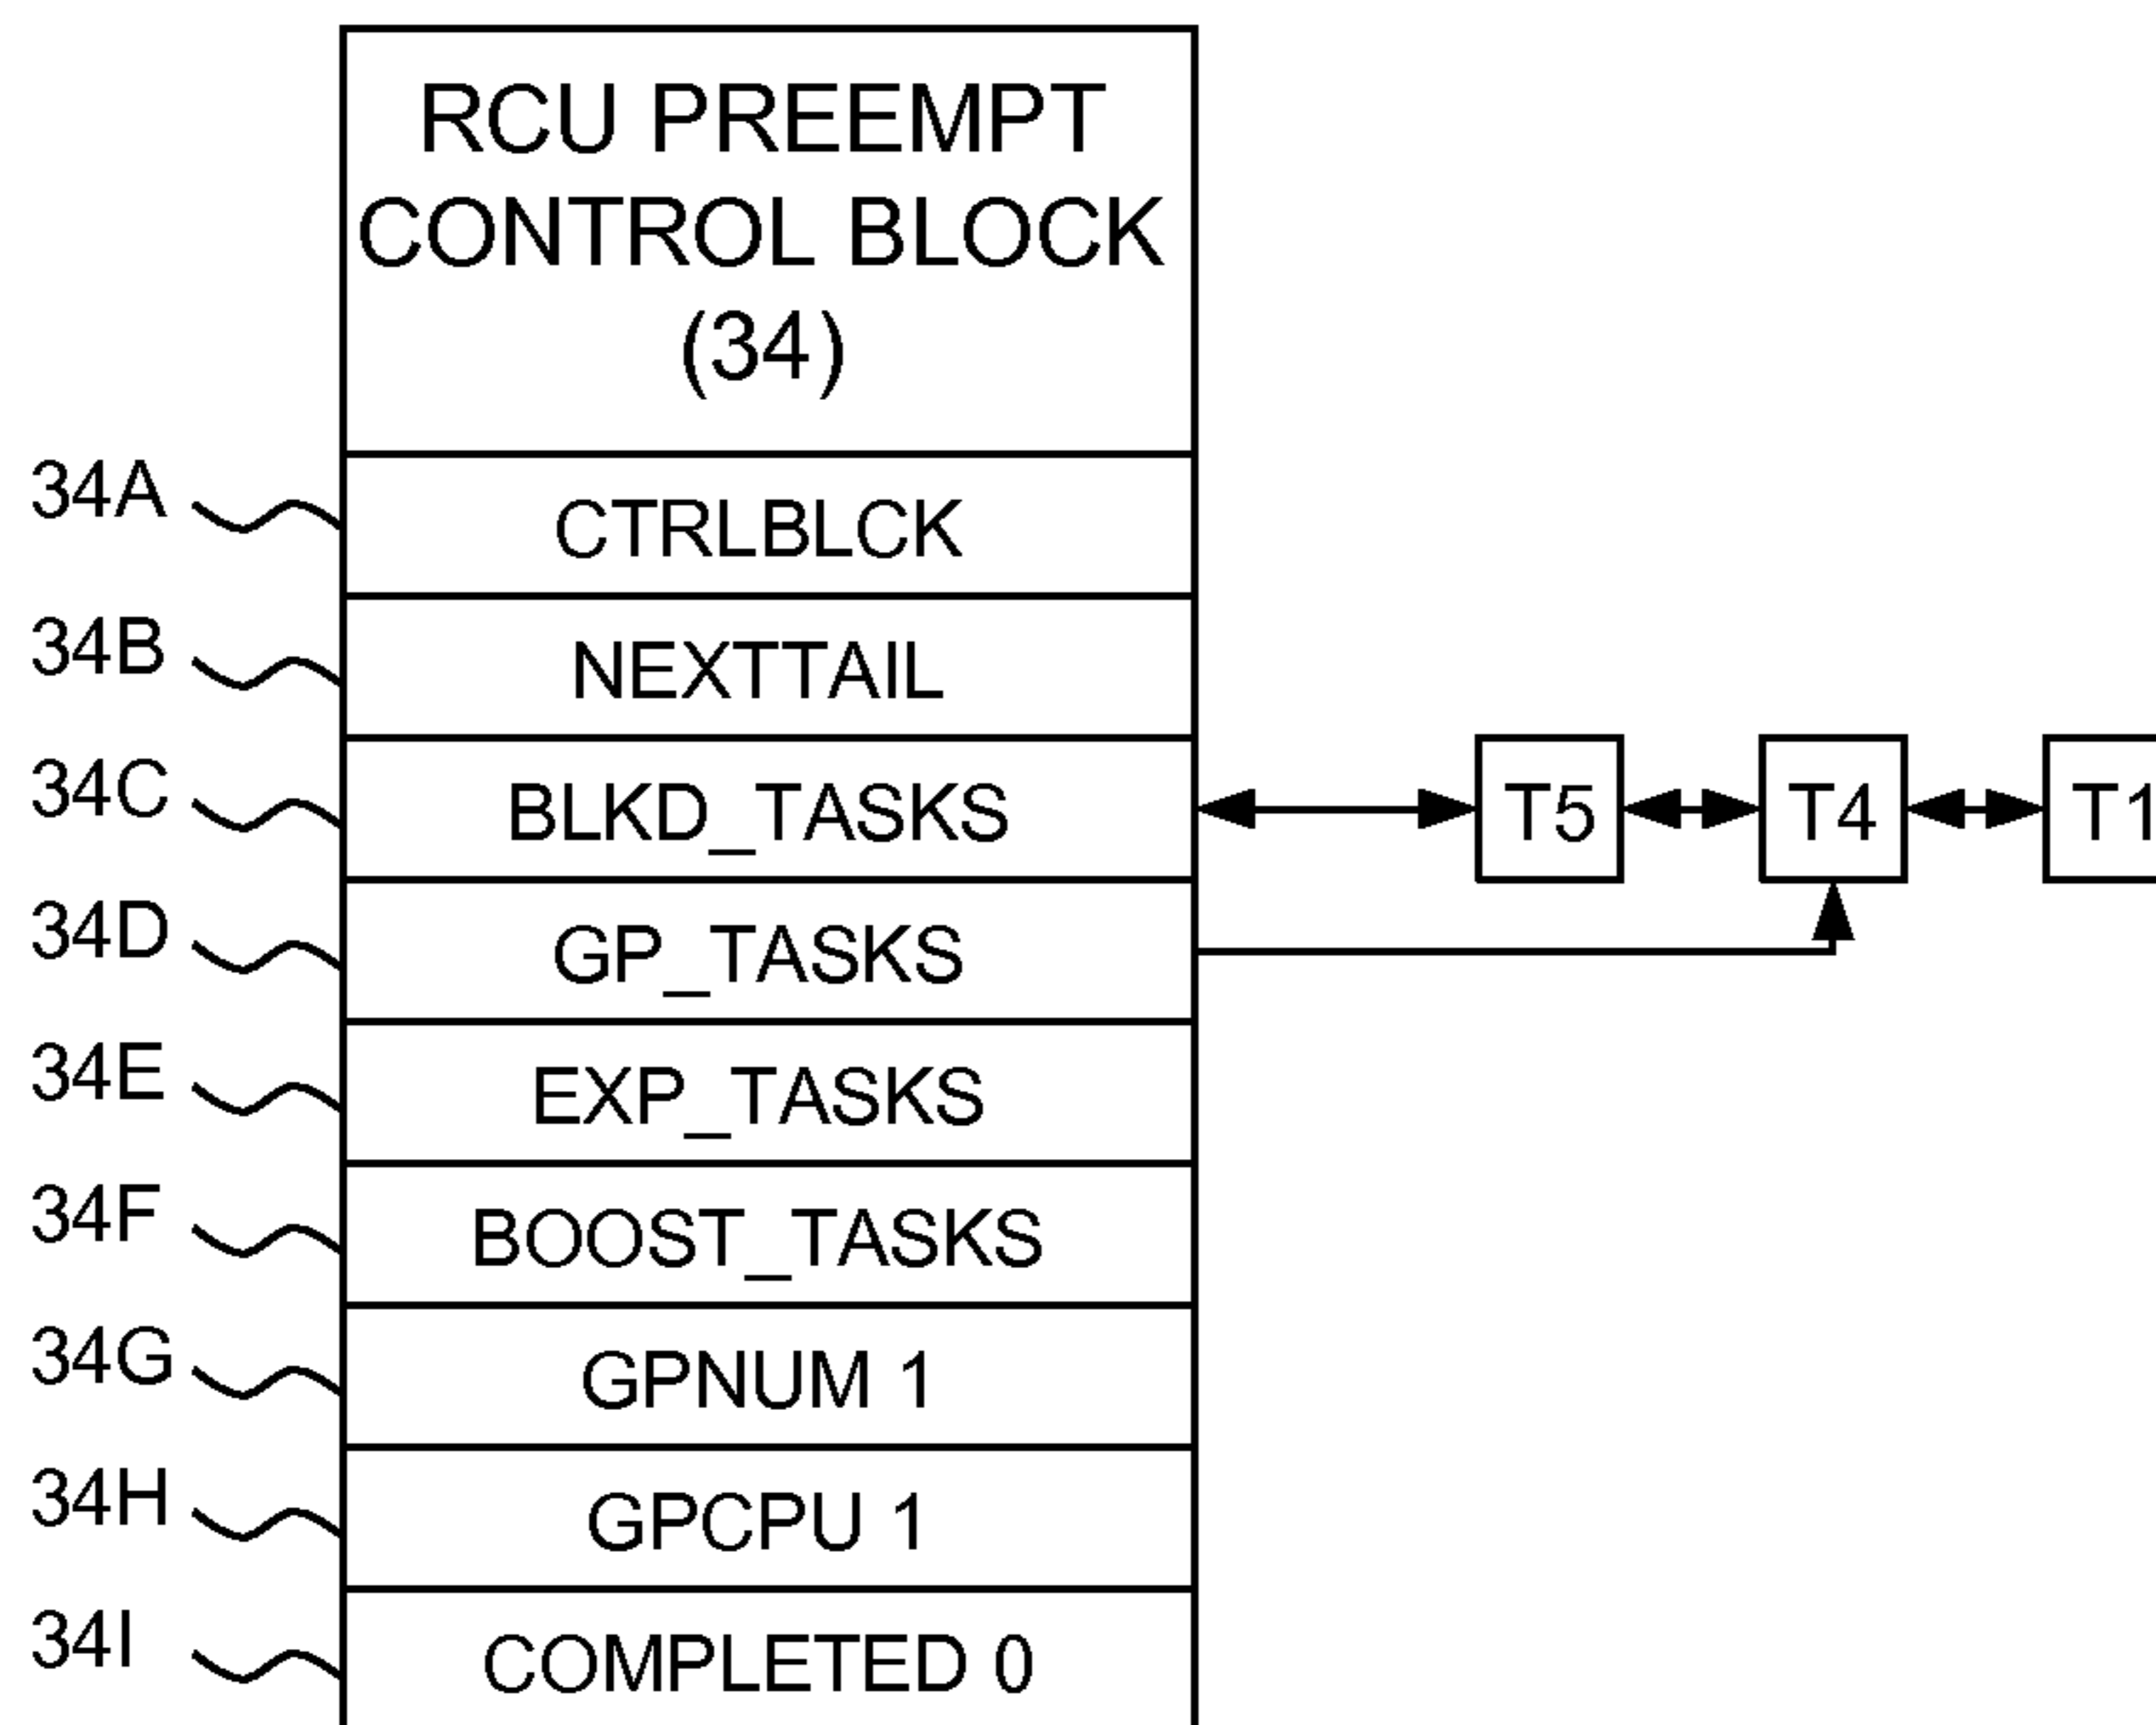 RCU PREEMPT
CONTROL BLOCK
(34)
34A CTRLBLCK
34B NEXTTAIL
34C BLKD_TASKS T5 T4 T1
34D GP_TASKS
34E EXP_TASKS
34F BOOST_TASKS
34G GPNUM 1
34H GPCPU 1
34I COMPLETED 0